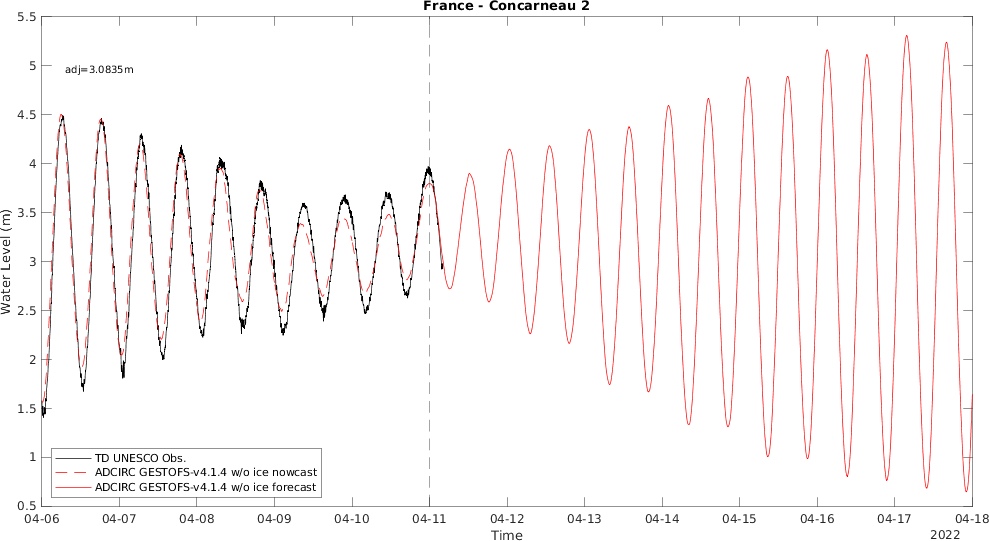 France - Concarneau 2
adj=3.0835m
Water Level (m)
5.5
5
4.5
4
3.5
3
2.5
2
1.5
1
0.5
TD UNESCO Obs.
ADCIRC GESTOFS-v4.1.4 w/o ice nowcast
ADCIRC GESTOFS-v4.1.4 w/o ice forecast
04-06 04-07 04-08 04-09 04-10 04-11 04-12 04-13 04-14 04-15 04-16 04-17 04-18
Time
2022